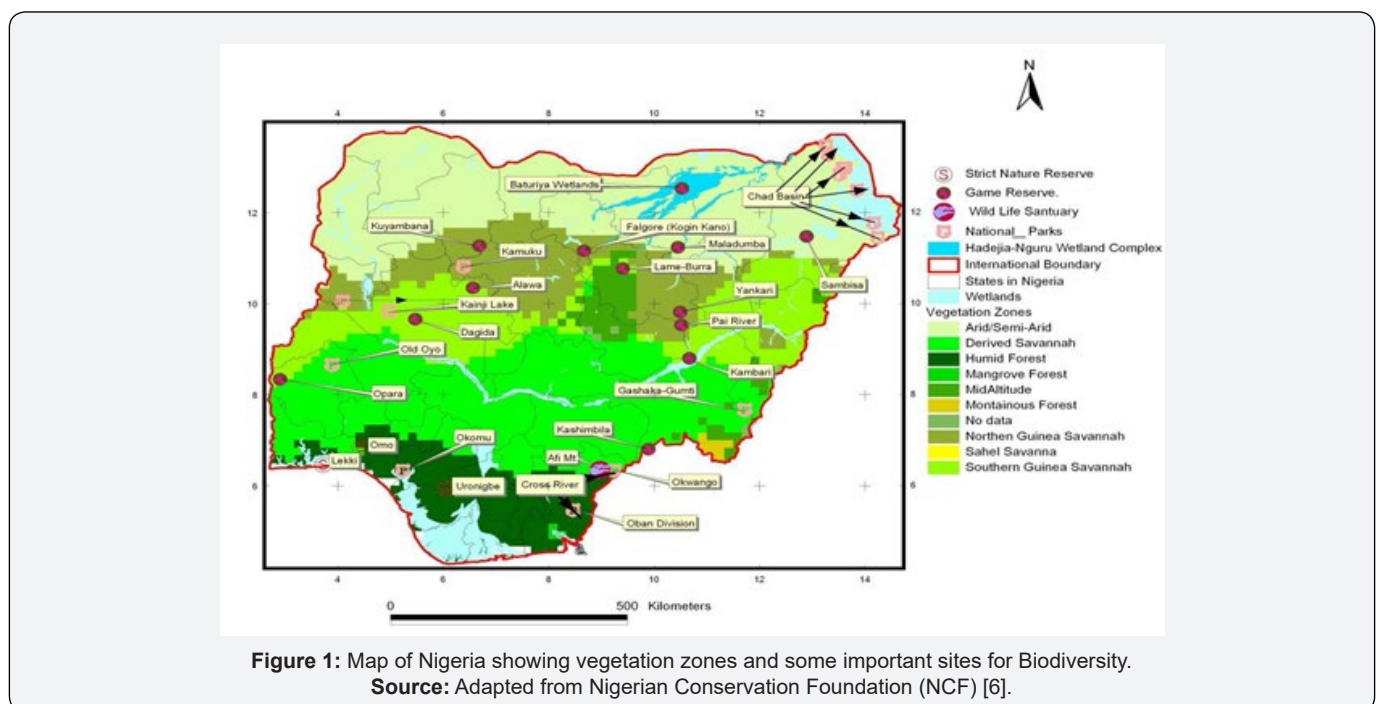 N
4 6 8 10 12 14
Baturiya Wetlands
Chad Basin
12 12
Kuyambana
Falgore (Kogin Kano)
Kamuku
Maladumba
Lame-Burra
Alawa
Sambisa
Yankari
10 10
Kainji Lake
Pai River
Dagida
Old Oyo
Kambari
Gashaka-Gumti
Opara
8 8
Kashimbila
Omo
Okomu
Afi Mt
Lekki
6 6
Uronigbe
Cross River
Okwango
Oban Division
4 6 8 10 12 14
0 500 Kilometers
S Strict Nature Reserve
Game Reserve.
Wild Life Santuary
National_ Parks
Hadejia-Nguru Wetland Complex
International Boundary
States in Nigeria
Wetlands
Vegetation Zones
Arid/Semi-Arid
Derived Savannah
Humid Forest
Mangrove Forest
MidAltitude
Montainous Forest
No data
Northen Guinea Savannah
Sahel Savanna
Southern Guinea Savannah
Figure 1: Map of Nigeria showing vegetation zones and some important sites for Biodiversity.
Source: Adapted from Nigerian Conservation Foundation (NCF) [6].